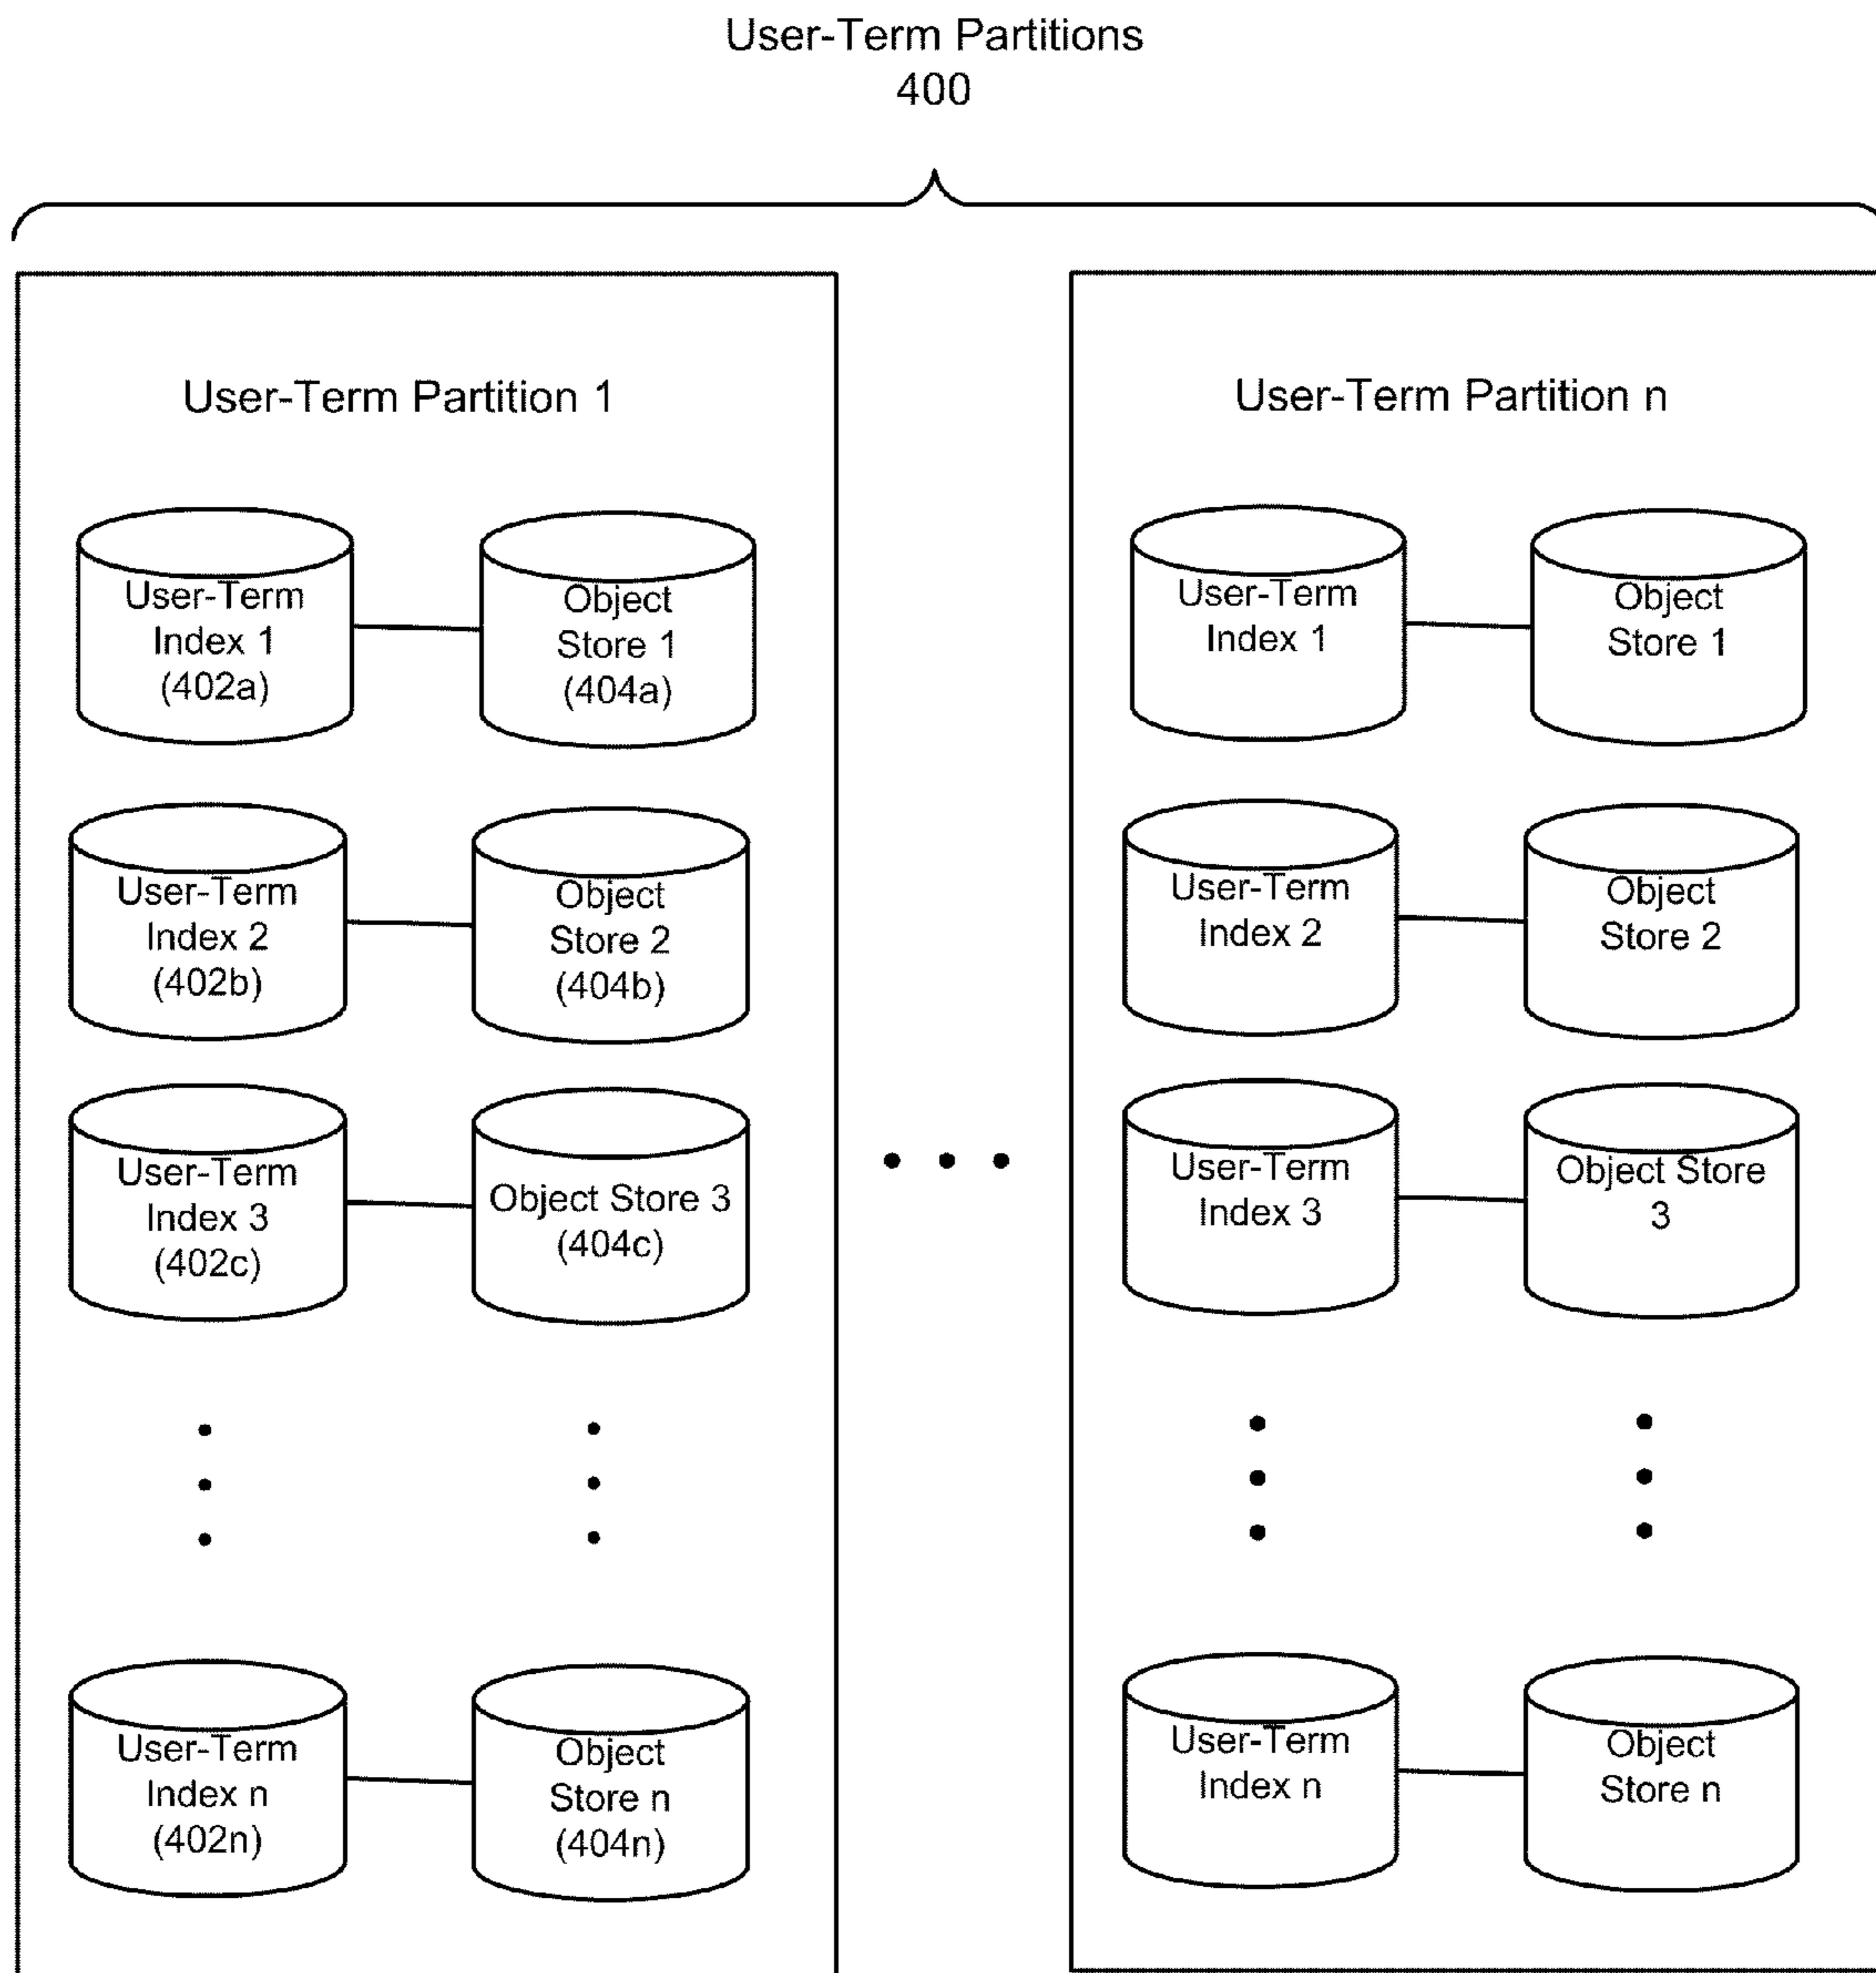 User-Term Partitions
400
User-Term Partition 1
User-Term
Index 1
(402a)
Object
Store 1
(404a)
User-Term
Index 2
(402b)
Object
Store 2
(404b)
User-Term
Index 3
(402c)
Object Store 3
(404c)
User-Term
Index n
(402n)
Object
Store n
(404n)
User-Term Partition n
User-Term
Index 1
Object
Store 1
User-Term
Index 2
Object
Store 2
User-Term
Index 3
Object Store
3
User-Term
Index n
Object
Store n